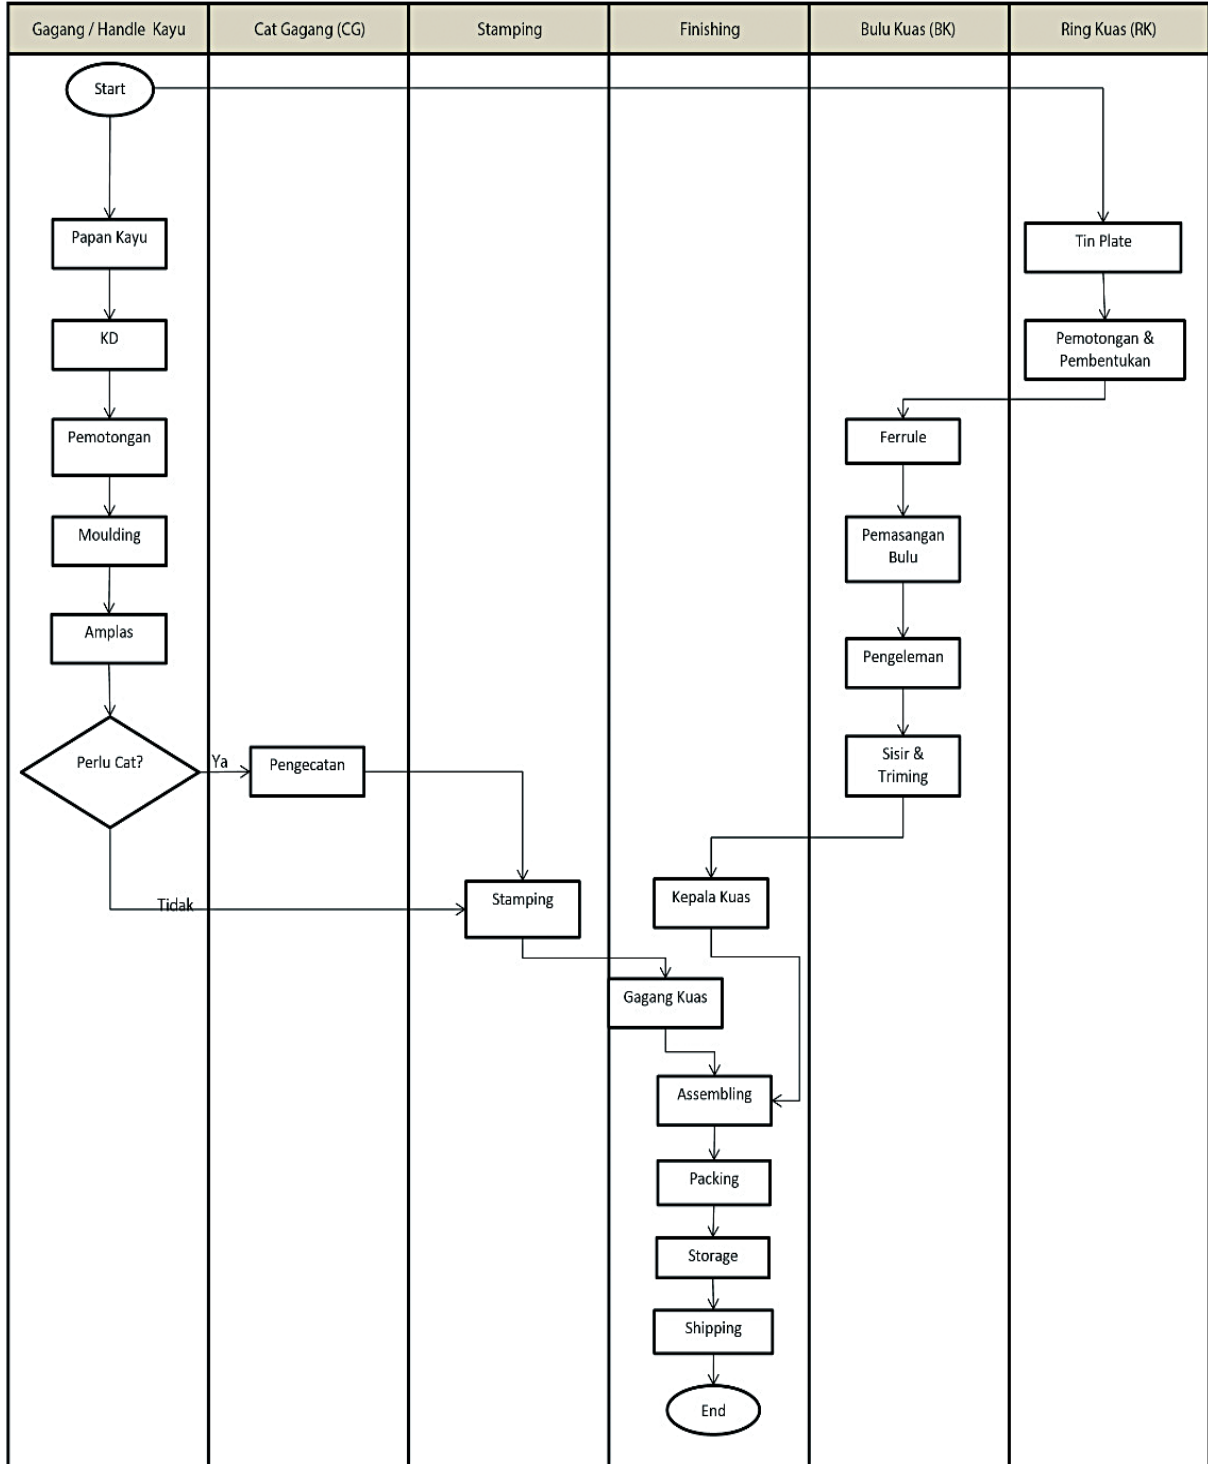 Gagang / Handle Kayu
Cat Gagang (CG)
Stamping
Finishing
Bulu Kuas (BK)
Ring Kuas (RK)
Start
Papan Kayu
KD
Pemotongan
Moulding
Amplas
Perlu Cat?
Ya
Tidak
Pengecatan
Stamping
Tin Plate
Pemotongan &
Pembentukan
Ferrule
Pemasangan
Bulu
Pengeleman
Sisir &
Triming
Kepala Kuas
Gagang Kuas
Assembling
Packing
Storage
Shipping
End